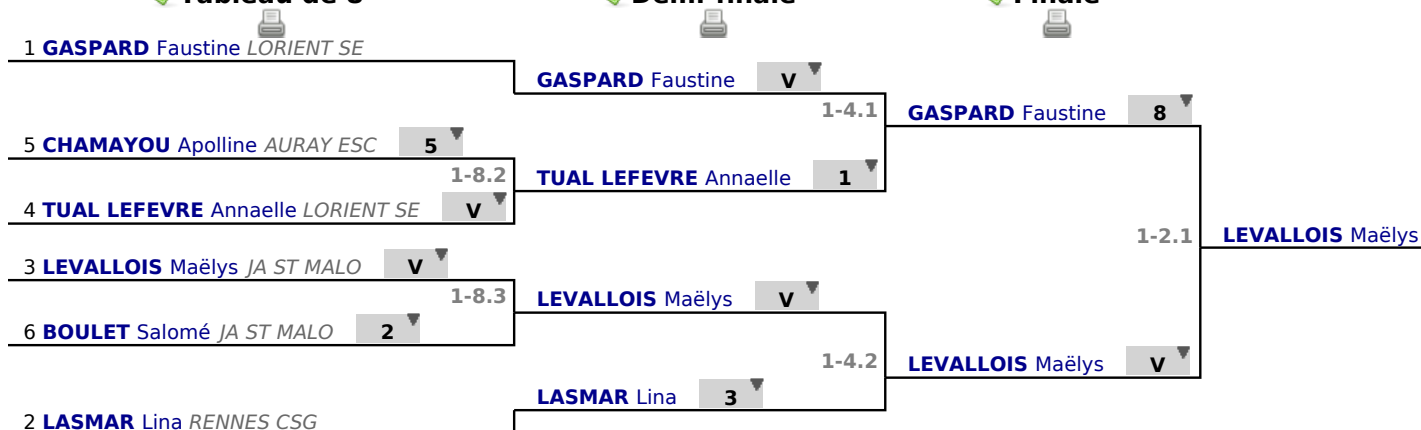 Tableau de 8
Demi-finale
Finale
1 GASPARD Faustine LORIENT SE
GASPARD Faustine V
1-4.1
GASPARD Faustine 8
5 CHAMAYOU Apolline AURAY ESC 5
1-8.2
TUAL LEFEVRE Annaelle 1
4 TUAL LEFEVRE Annaelle LORIENT SE V
1-2.1
LEVALLOIS Maëlys
3 LEVALLOIS Maëlys JA ST MALO V
1-8.3
LEVALLOIS Maëlys V
6 BOULET Salomé JA ST MALO 2
1-4.2
LEVALLOIS Maëlys V
LASMAR Lina 3
2 LASMAR Lina RENNES CSG